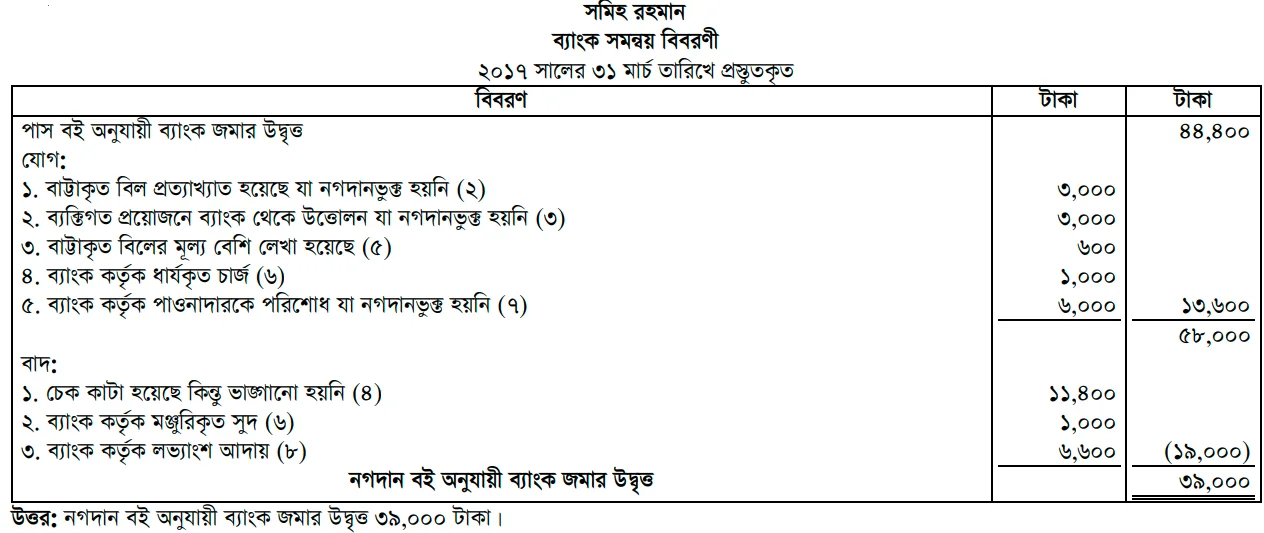 সমিহ রহমান
ব্যাংক সমন্বয় বিবরণী
২০১৭ সালের ৩১ মার্চ তারিখে প্রস্তুতকৃত
বিবরণ টাকা টাকা
পাস বই অনুযায়ী ব্যাংক জমার উদ্বৃত্ত ৪৪,৪০০
যোগ:
১. বাট্টাকৃত বিল প্রত্যাখ্যাত হয়েছে যা নগদানভুক্ত হয়নি (২) ৩,০০০
২. ব্যক্তিগত প্রয়োজনে ব্যাংক থেকে উত্তোলন যা নগদানভুক্ত হয়নি (৩) ৩,০০০
৩. বাট্টাকৃত বিলের মূল্য বেশি লেখা হয়েছে (৫) ৬০০
৪. ব্যাংক কর্তৃক ধার্যকৃত চার্জ (৬) ১,০০০
৫. ব্যাংক কর্তৃক পাওনাদারকে পরিশোধ যা নগদানভুক্ত হয়নি (৭) ৬,০০০ ১৩,৬০০
৫৮,০০০
বাদ:
১. চেক কাটা হয়েছে কিন্তু ভাঙ্গানো হয়নি (৪) ১১,৪০০
২. ব্যাংক কর্তৃক মঞ্জুরিকৃত সুদ (৬) ১,০০০
৩. ব্যাংক কর্তৃক লভ্যাংশ আদায় (৮) ৬,৬০০ (১৯,০০০)
নগদান বই অনুযায়ী ব্যাংক জমার উদ্বৃত্ত ৩৯,০০০
উত্তর: নগদান বই অনুযায়ী ব্যাংক জমার উদ্বৃত্ত ৩৯,০০০ টাকা।